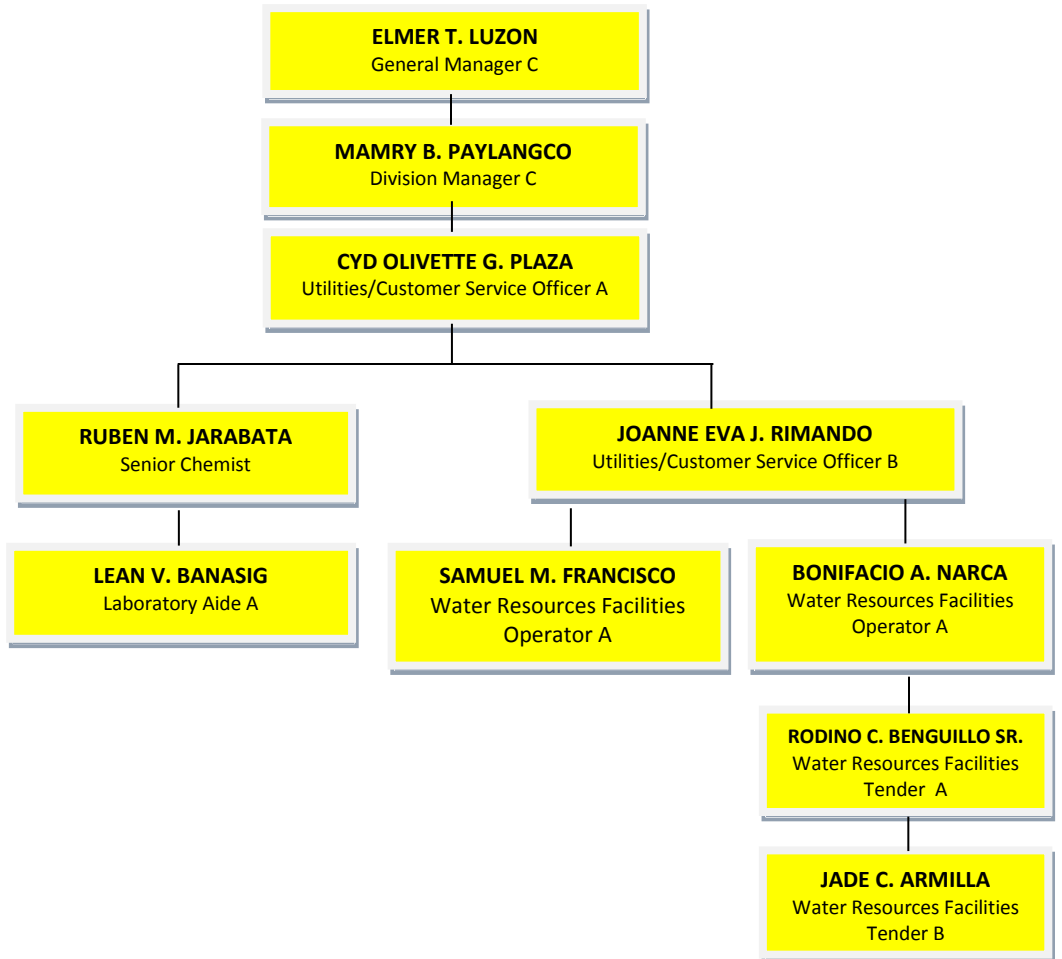 ELMER T. LUZON
General Manager C
MAMRY B. PAYLANGCO
Division Manager C
CYD OLIVETTE G. PLAZA
Utilities/Customer Service Officer A
RUBEN M. JARABATA
Senior Chemist
JOANNE EVA J. RIMANDO
Utilities/Customer Service Officer B
LEAN V. BANASIG
Laboratory Aide A
SAMUEL M. FRANCISCO
Water Resources Facilities
Operator A
BONIFACIO A. NARCA
Water Resources Facilities
Operator A
RODINO C. BENGUILLO SR.
Water Resources Facilities
Tender A
JADE C. ARMILLA
Water Resources Facilities
Tender B